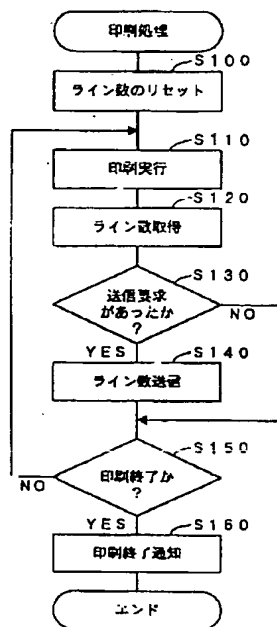 印刷処理
S100
ライン数のリセット
S110
印刷実行
S120
ライン数取得
S130
送信要求
があったか
?
NO
YES
S140
ライン数送信
S150
印刷終了か
?
NO
YES
S160
印刷終了通知
エンド